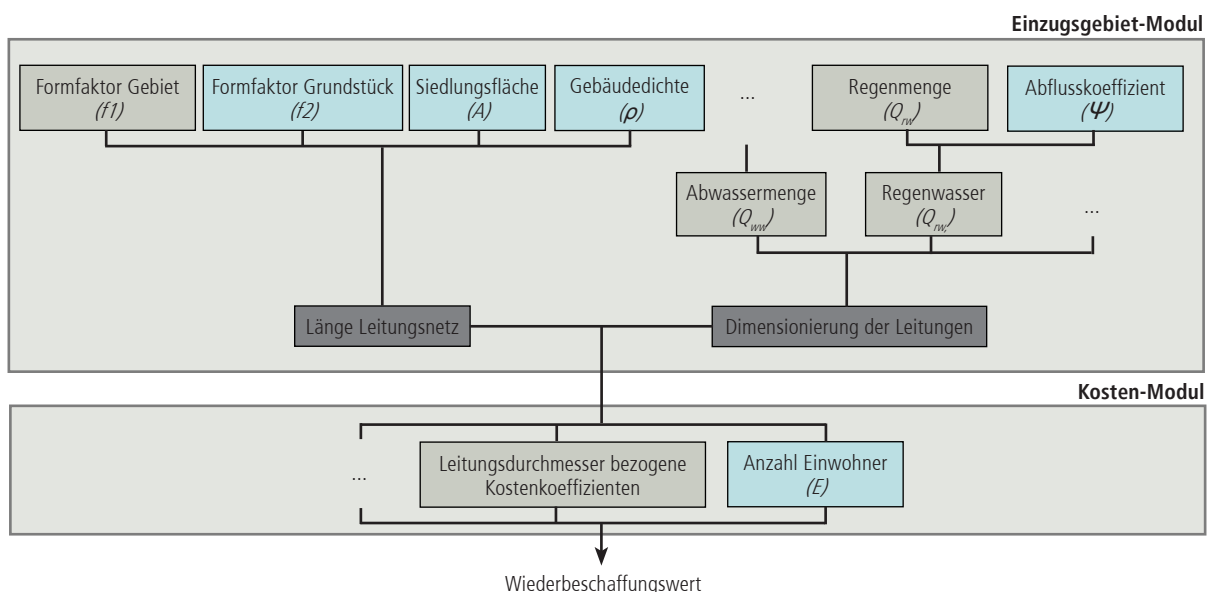 Einzugsgebiet-Modul
Formfaktor Gebiet
(f1)
Formfaktor Grundstück
(f2)
Siedlungsfläche
(A)
Gebäudedichte
(ρ)
...
Regenmenge
(Q_rw)
Abflusskoeffizient
(Ψ)
Abwassermenge
(Q_ww)
Regenwasser
(Q_rw,)
...
Länge Leitungsnetz
Dimensionierung der Leitungen
Kosten-Modul
...
Leitungsdurchmesser bezogene
Kostenkoeffizienten
Anzahl Einwohner
(E)
Wiederbeschaffungswert